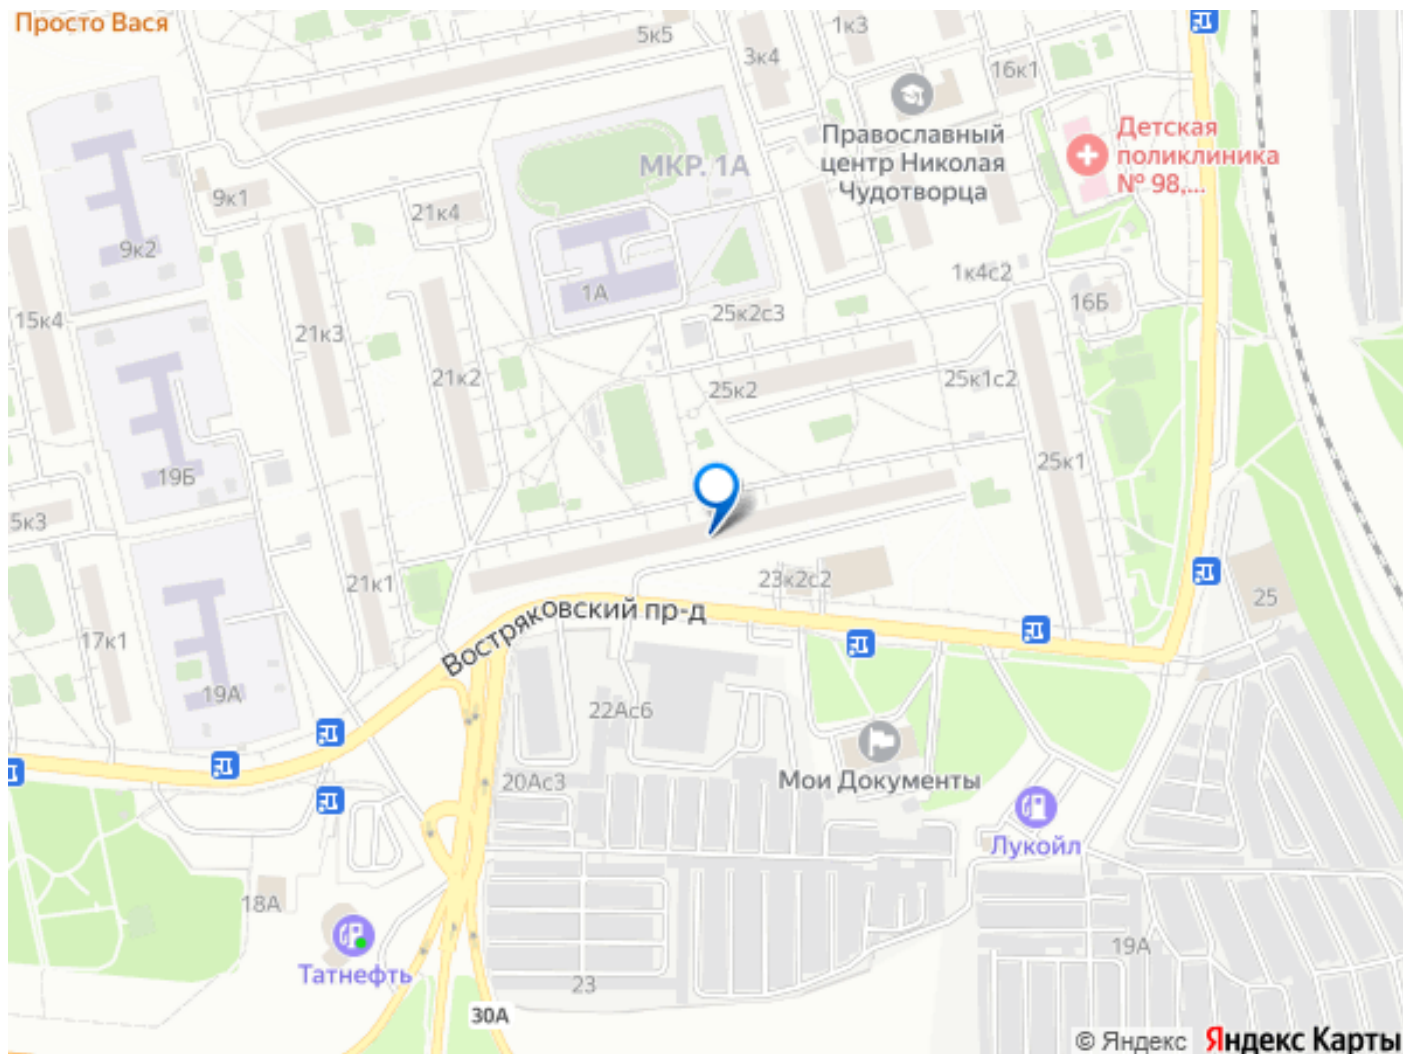 Просто Вася
5к5
1к3
3к4
16к1
Православный
центр Николая
Чудотворца
Детская
поликлиника
№ 98,...
МКР. 1А
9к1
21к4
9к2
1А
1к4с2
16Б
15к4
21к3
25к2с3
21к2
25к2
25к1с2
19Б
25к1
5к3
21к1
23к2с2
25
Востряковский пр-д
17к1
19А
22Ас6
20Ас3
Мои Документы
Лукойл
18А
Татнефть
19А
23
30А
© Яндекс Яндекс Карты